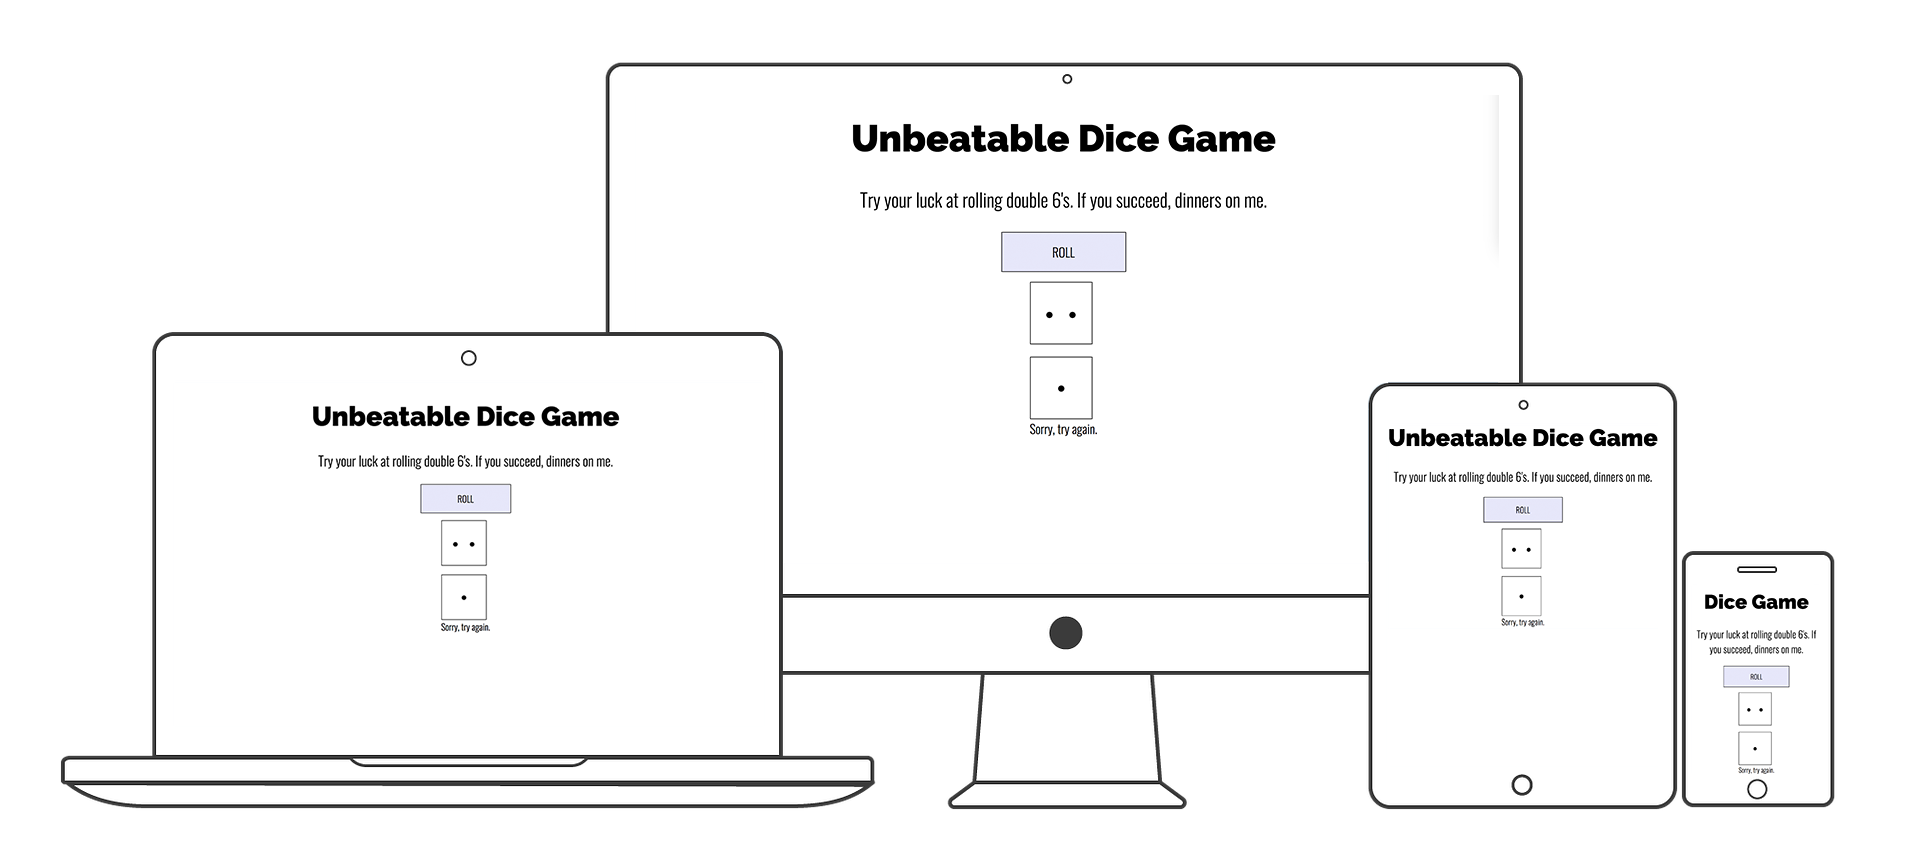 Unbeatable Dice Game
Try your luck at rolling double 6's. If you succeed, dinners on me.
ROLL
Sorry, try again.
Unbeatable Dice Game
Try your luck at rolling double 6's. If you succeed, dinners on me.
ROLL
Sorry, try again.
Unbeatable Dice Game
Try your luck at rolling double 6's. If you succeed, dinners on me.
ROLL
Sorry, try again.
Dice Game
Try your luck at rolling double 6's. If
you succeed, dinners on me.
ROLL
Sorry, try again.